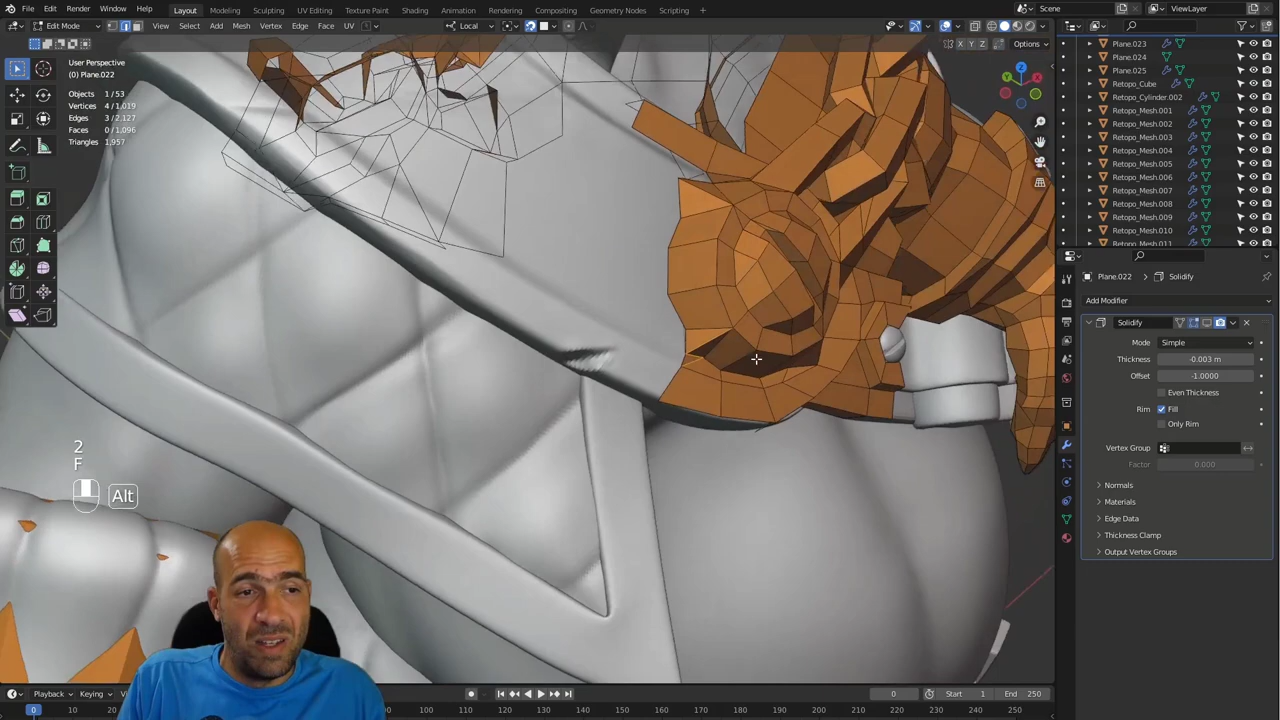 File Edit Render Window Help Layout Modeling Sculpting UV Editing Texture Paint Shading Animation Rendering Compositing Geometry Nodes Scripting Scene ViewLayer
Edit Mode View Select Add Mesh Vertex Edge Face UV Local
X Y Z Options
User Perspective
(0) Plane.022
Objects 1/53
Vertices 4/1,019
Edges 3/2,127
Faces 0/1,096
Triangles 1,957
Z
X
Y
2
F
Alt
Plane.023
Plane.024
Plane.025
Retopo_Cube
Retopo_Cylinder.002
Retopo_Mesh.001
Retopo_Mesh.002
Retopo_Mesh.003
Retopo_Mesh.004
Retopo_Mesh.005
Retopo_Mesh.006
Retopo_Mesh.007
Retopo_Mesh.008
Retopo_Mesh.009
Retopo_Mesh.010
Retopo_Mesh.011
Plane.022 Solidify
Add Modifier
Solidify
Mode Simple
Thickness -0.003 m
Offset -1.0000
Even Thickness
Rim Fill
Only Rim
Vertex Group
Factor 0.000
Normals
Materials
Edge Data
Thickness Clamp
Output Vertex Groups
Playback Keying View 0 Start 1 End 250
0 10 20 130 140 150 160 170 180 190 200 210 220 230 240 250